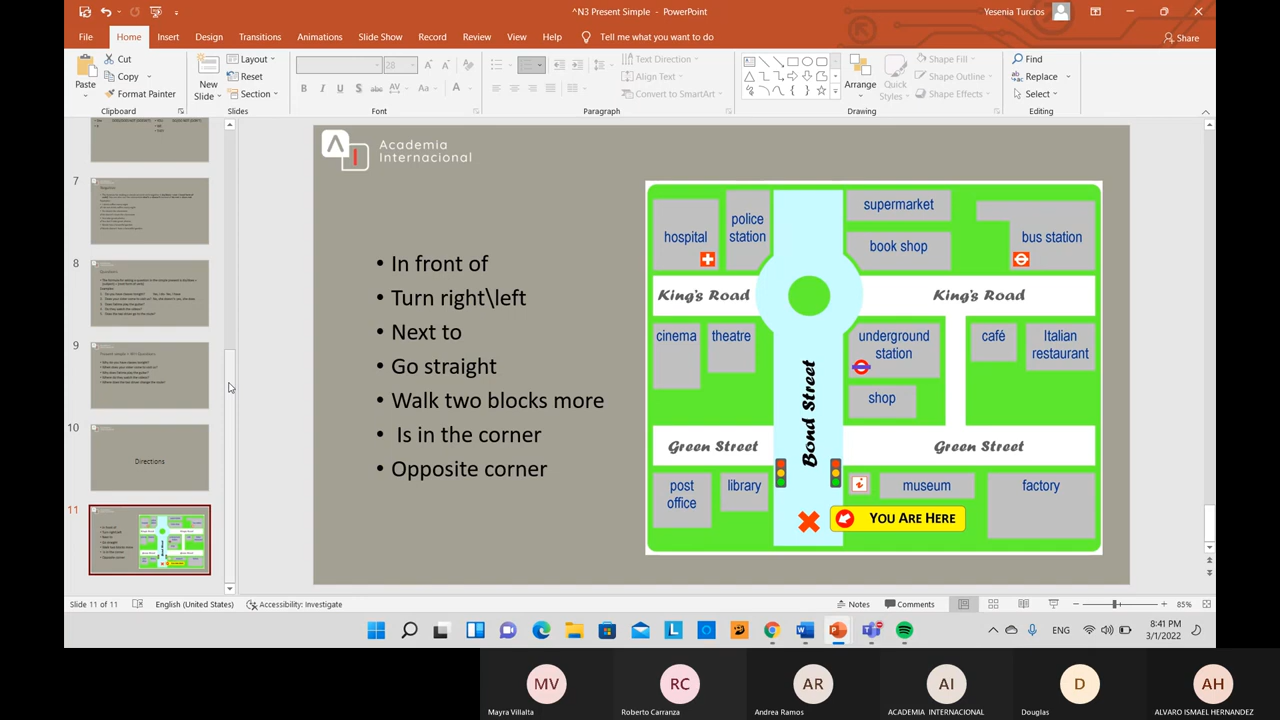 ^N3 Present Simple - PowerPoint
Yesenia Turcios
File Home Insert Design Transitions Animations Slide Show Record Review View Help Tell me what you want to do Share
Paste
Cut
Copy
Format Painter
Clipboard
New
Slide
Layout
Reset
Section
Slides
28
B I U S abc AV Aa A
Font
Text Direction
Align Text
Convert to SmartArt
Paragraph
Arrange
Quick
Styles
Shape Fill
Shape Outline
Shape Effects
Drawing
Find
Replace
Select
Editing
7
8
9
10
Directions
11
Academia
Internacional
• In front of
• Turn right\left
• Next to
• Go straight
• Walk two blocks more
• Is in the corner
• Opposite corner
hospital
police
station
supermarket
book shop
bus station
King's Road
King's Road
cinema
theatre
underground
station
café
Italian
restaurant
shop
Bond Street
Green Street
Green Street
post
office
library
i
museum
factory
YOU ARE HERE
Slide 11 of 11 English (United States) Accessibility: Investigate Notes Comments 85%
ENG
8:41 PM
3/1/2022
MV
Mayra Villalta
RC
Roberto Carranza
AR
Andrea Ramos
AI
ACADEMIA INTERNACIONAL
D
Douglas
AH
ALVARO ISMAEL HERNANDEZ